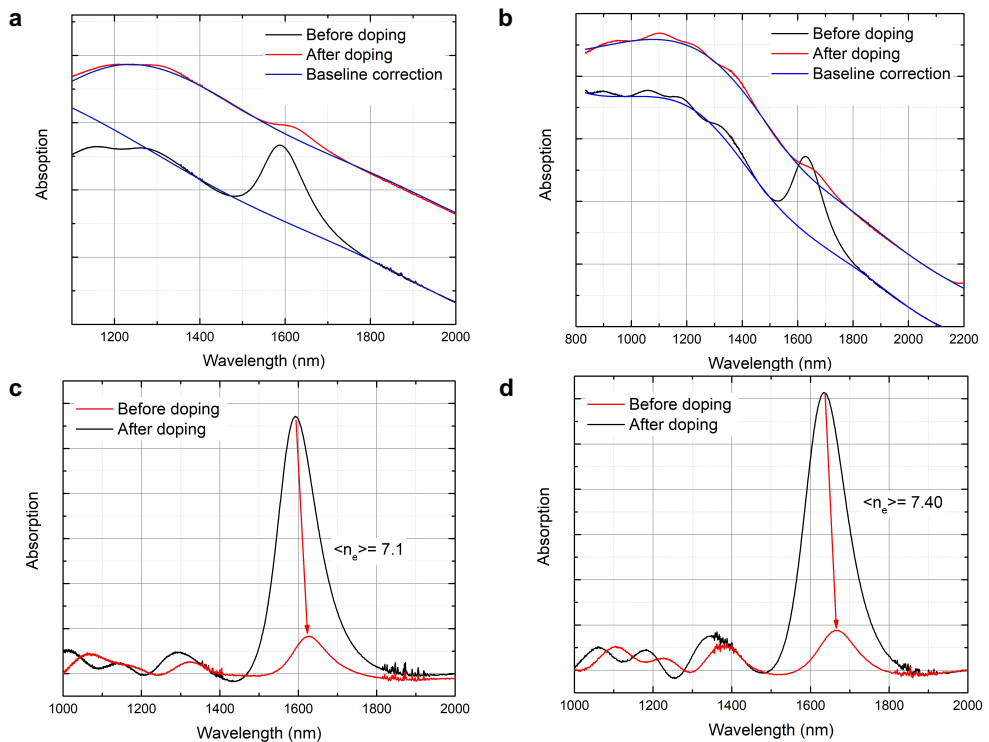 a
Before doping
After doping
Baseline correction
Absoption
1200 1400 1600 1800 2000
Wavelength (nm)
b
Before doping
After doping
Baseline correction
Absorption
800 1000 1200 1400 1600 1800 2000 2200
Wavelength (nm)
c
Before doping
After doping
<n_e>= 7.1
Absorption
1000 1200 1400 1600 1800 2000
Wavelength (nm)
d
Before doping
After doping
<n_e>= 7.40
Absorption
1000 1200 1400 1600 1800 2000
Wavelength (nm)